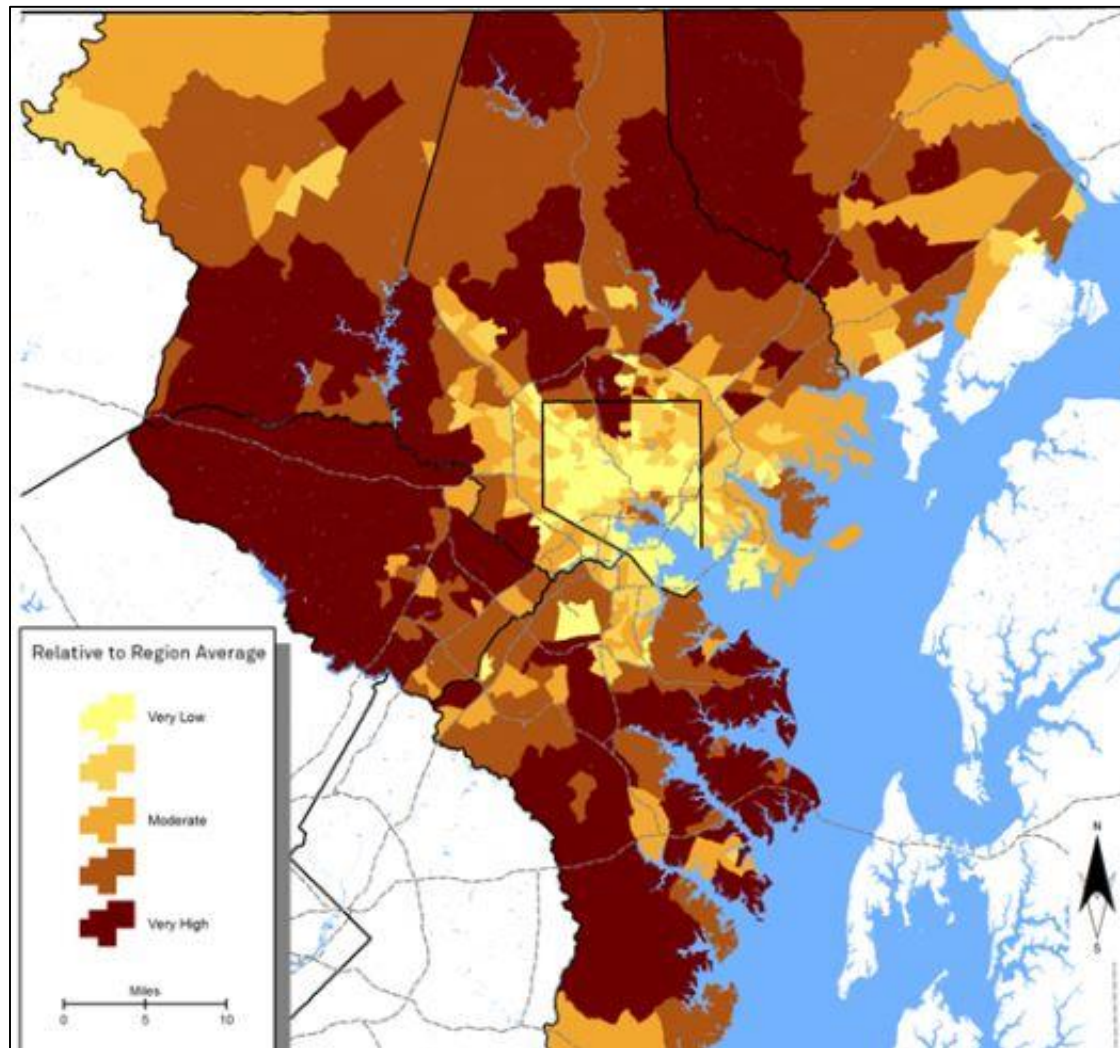 Relative to Region Average
Very Low
Moderate
Very High
Miles
0 5 10
N
S